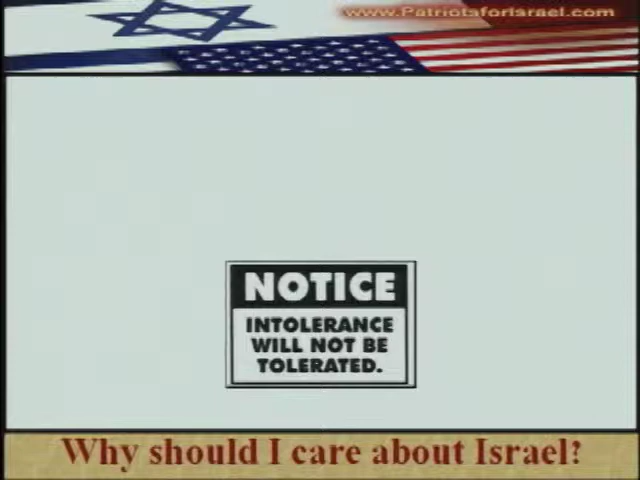 www.PatriotsforIsrael.com
NOTICE
INTOLERANCE
WILL NOT BE
TOLERATED.
Why should I care about Israel?